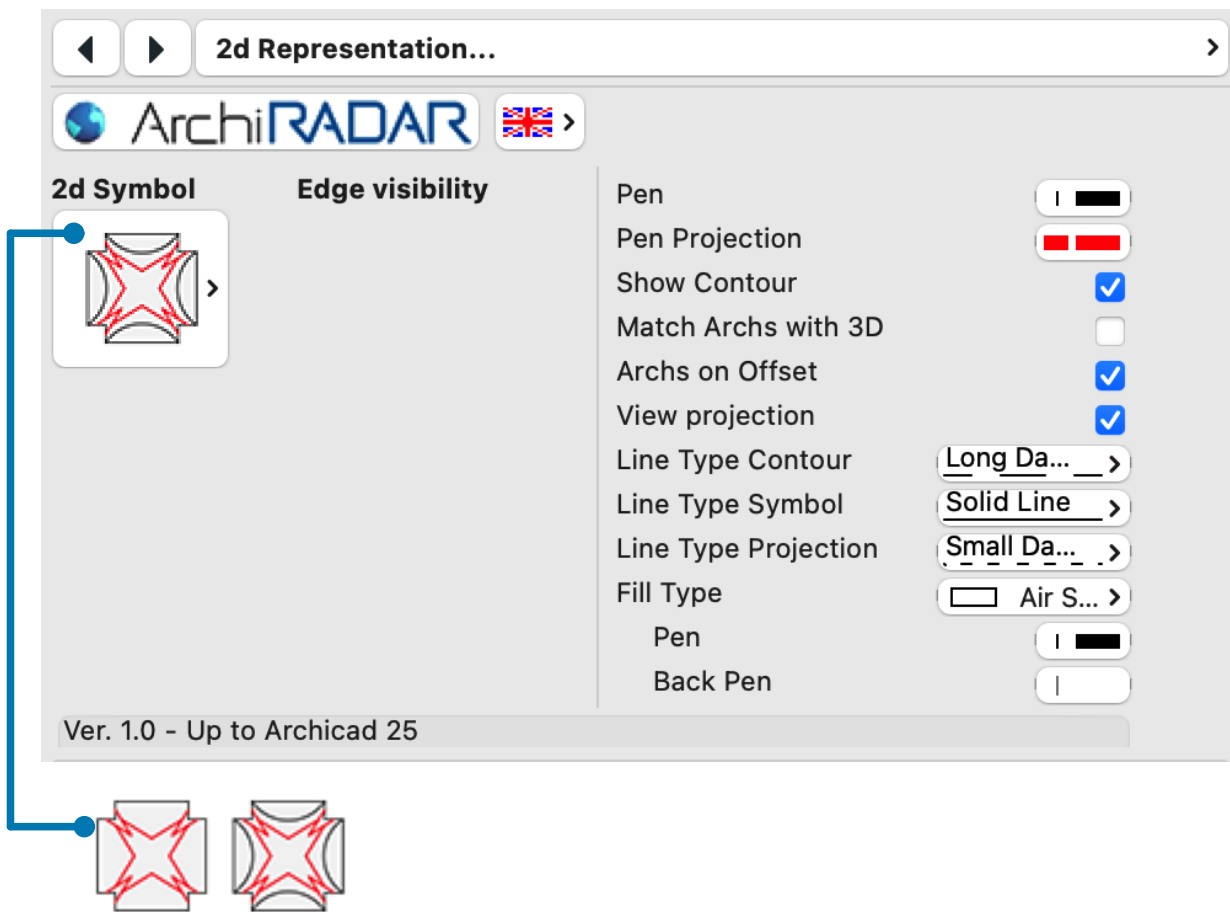 2d Representation...
ArchiRADAR
2d Symbol
Edge visibility
Pen
Pen Projection
Show Contour
Match Archs with 3D
Archs on Offset
View projection
Line Type Contour Long Da...
Line Type Symbol Solid Line
Line Type Projection Small Da...
Fill Type Air S...
Pen
Back Pen
Ver. 1.0 - Up to Archicad 25